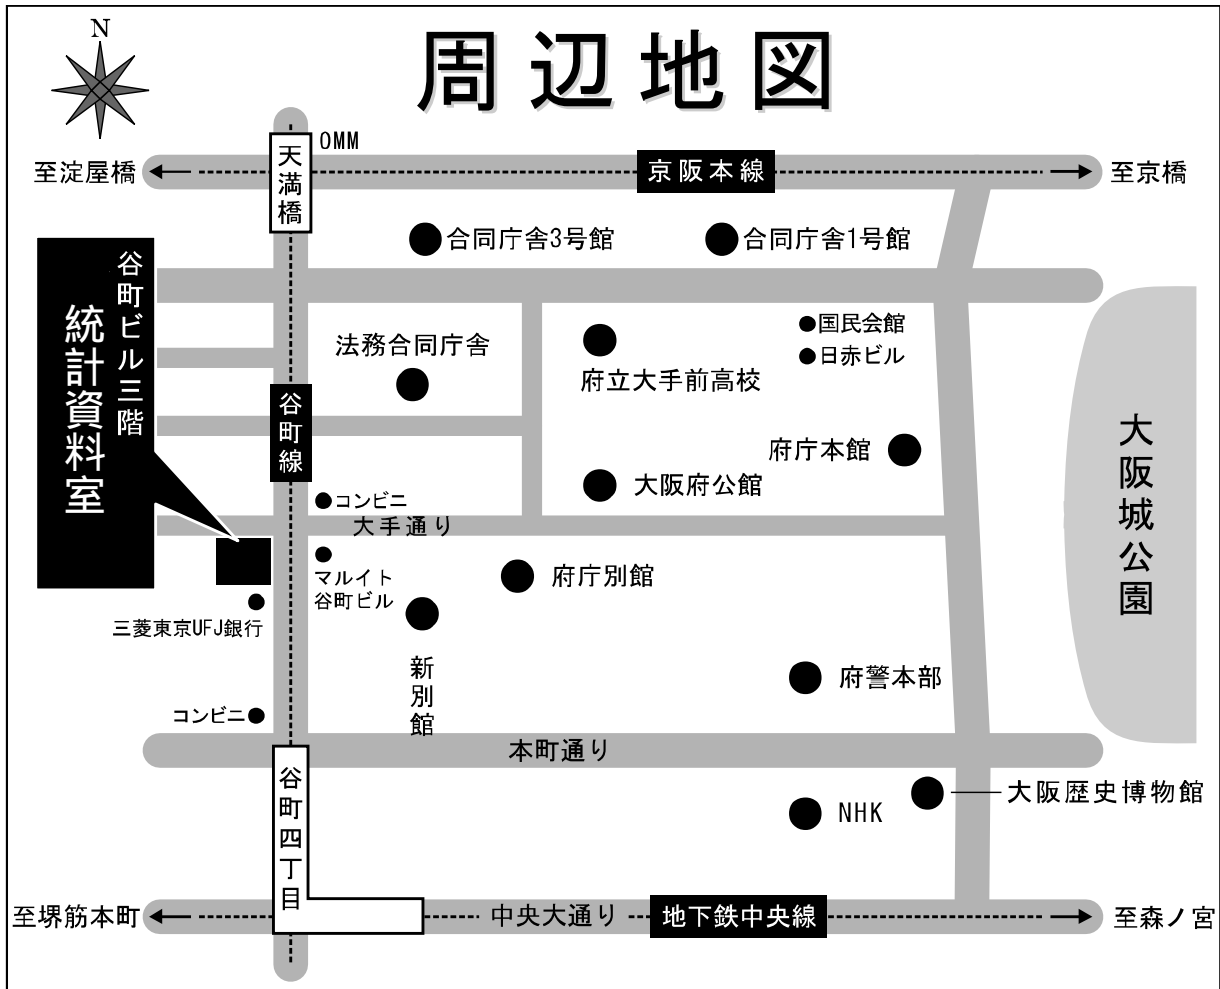 N
周辺地図
OMM
天満橋
至淀屋橋
京阪本線
至京橋
合同庁舎3号館
合同庁舎1号館
谷町ビル三階
統計資料室
法務合同庁舎
府立大手前高校
国民会館
日赤ビル
谷町線
府庁本館
大阪城公園
コンビニ
大阪府公館
大手通り
マルイト
谷町ビル
府庁別館
三菱東京UFJ銀行
新別館
府警本部
コンビニ
本町通り
谷町四丁目
NHK
大阪歴史博物館
至堺筋本町
中央大通り
地下鉄中央線
至森ノ宮